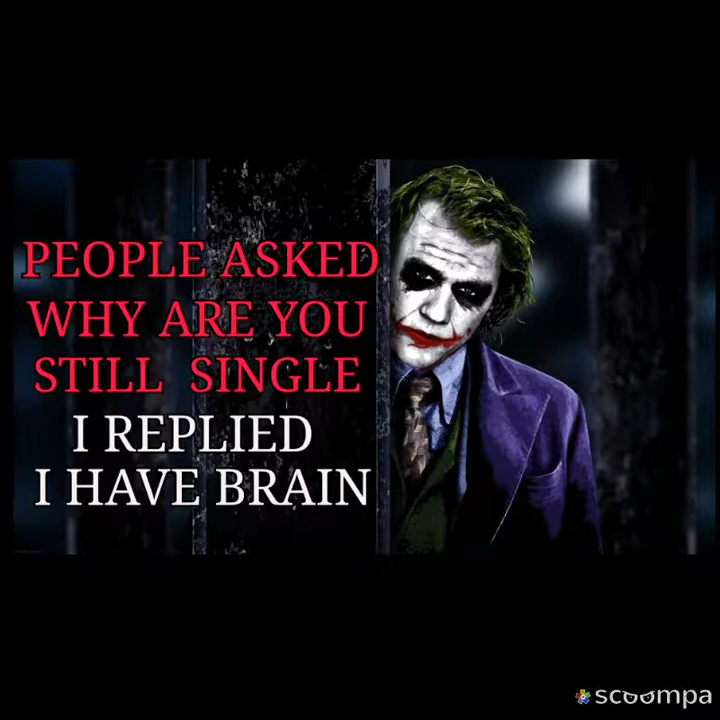 PEOPLE ASKED
WHY ARE YOU
STILL SINGLE
I REPLIED
I HAVE BRAIN
scoompa